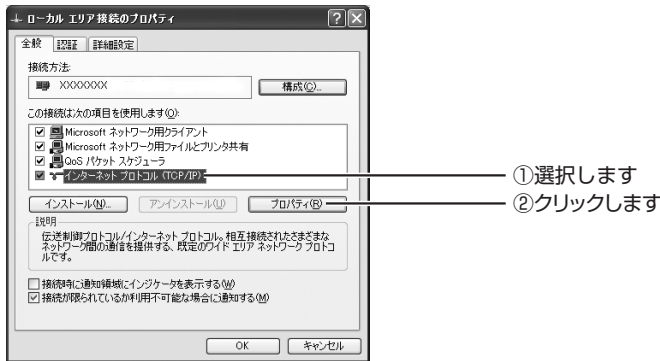 ローカル エリア接続のプロパティ
全般 認証 詳細設定
接続方法:
XXXXXXX 構成(C)...
この接続は次の項目を使用します(O):
Microsoft ネットワーク用クライアント
Microsoft ネットワーク用ファイルとプリンタ共有
QoS パケット スケジューラ
インターネット プロトコル (TCP/IP)
①選択します
インストール(N)... アンインストール(U) プロパティ(R)
②クリックします
説明
伝送制御プロトコル/インターネット プロトコル。相互接続されたさまざまな
ネットワーク間の通信を提供する、既定のワイド エリア ネットワーク プロトコ
ルです。
接続時に通知領域にインジケータを表示する(W)
接続が限られているか利用不可能な場合に通知する(M)
OK キャンセル